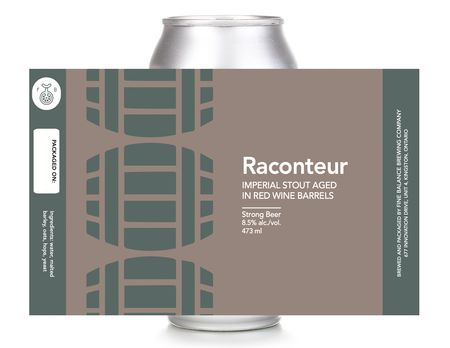 PACKAGED ON:
Ingredients: water, malted
barley, oats, hops, yeast
Raconteur
IMPERIAL STOUT AGED
IN RED WINE BARRELS
Strong Beer
8.5% alc./vol.
473 ml
BREWED AND PACKAGED BY FINE BALANCE BREWING COMPANY
677 INNOVATION DRIVE, UNIT 4, KINGSTON, ONTARIO